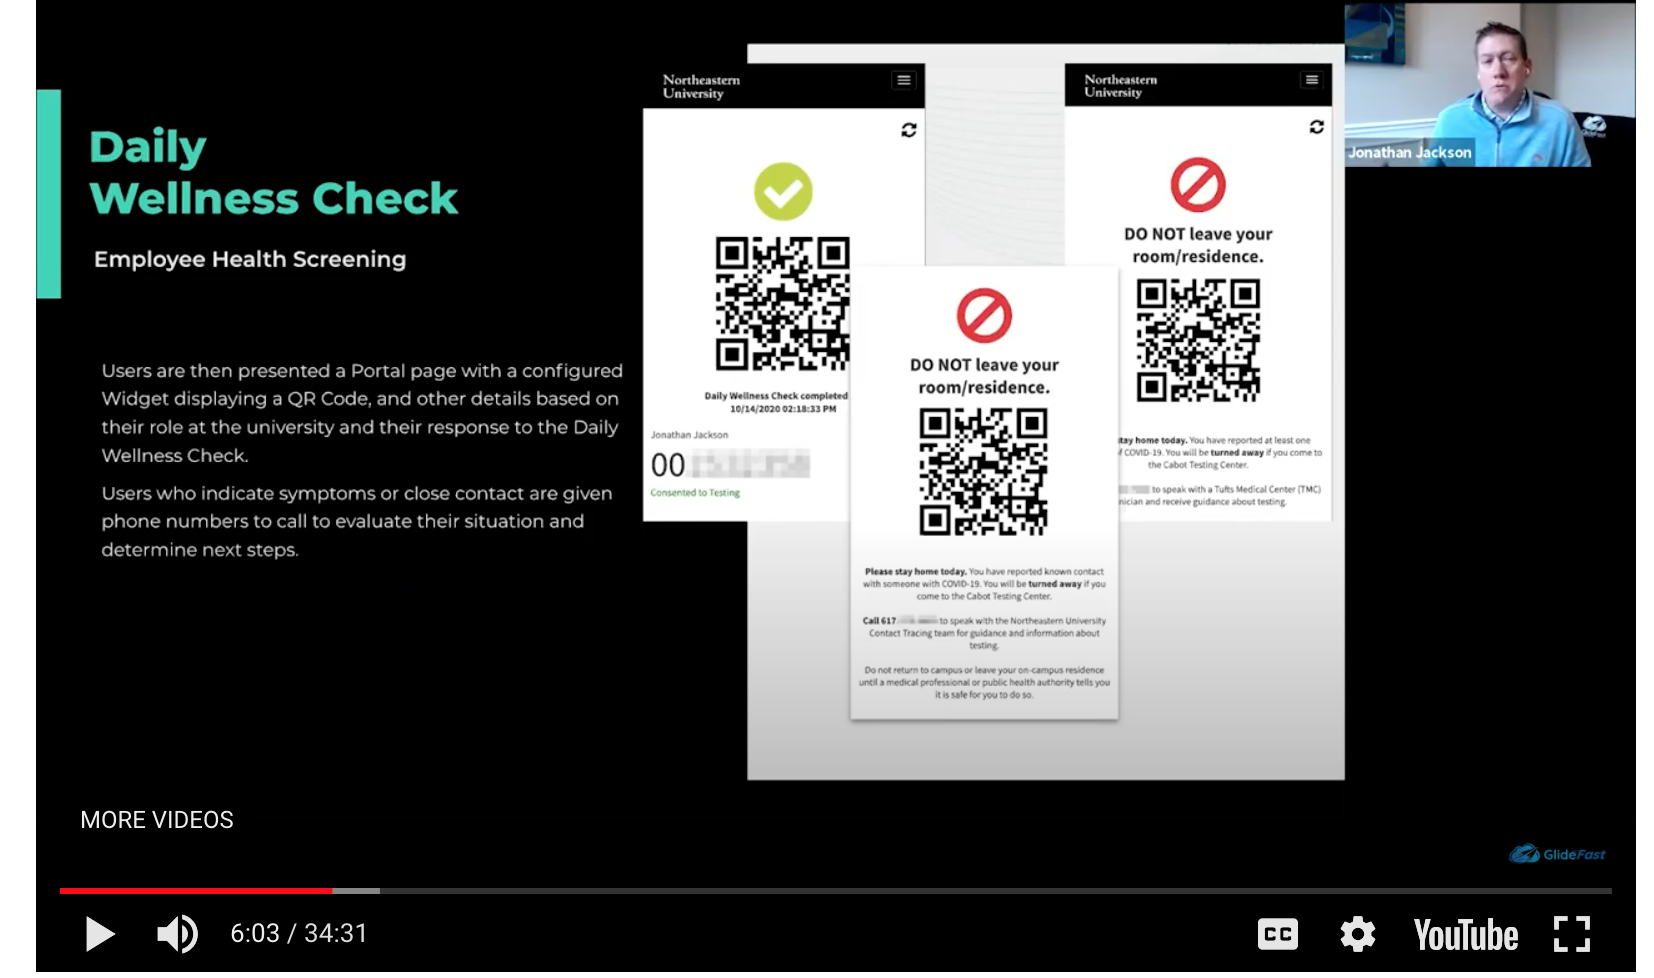 Daily
Wellness Check
Employee Health Screening
Users are then presented a Portal page with a configured
Widget displaying a QR Code, and other details based on
their role at the university and their response to the Daily
Wellness Check.
Users who indicate symptoms or close contact are given
phone numbers to call to evaluate their situation and
determine next steps.
Northeastern
University
Daily Wellness Check completed
10/14/2020 02:18:33 PM
Jonathan Jackson
00
Consented to Testing
DO NOT leave your
room/residence.
Please stay home today. You have reported known contact
with someone with COVID-19. You will be turned away if you
come to the Cabot Testing Center.
Call 617 to speak with the Northeastern University
Contact Tracing team for guidance and information about
testing.
Do not return to campus or leave your on-campus residence
until a medical professional or public health authority tells you
it is safe for you to do so.
Northeastern
University
DO NOT leave your
room/residence.
stay home today. You have reported at least one
COVID-19. You will be turned away if you come to
the Cabot Testing Center.
to speak with a Tufts Medical Center (TMC)
nician and receive guidance about testing.
Jonathan Jackson
MORE VIDEOS
GlideFast
6:03 / 34:31
CC
YouTube